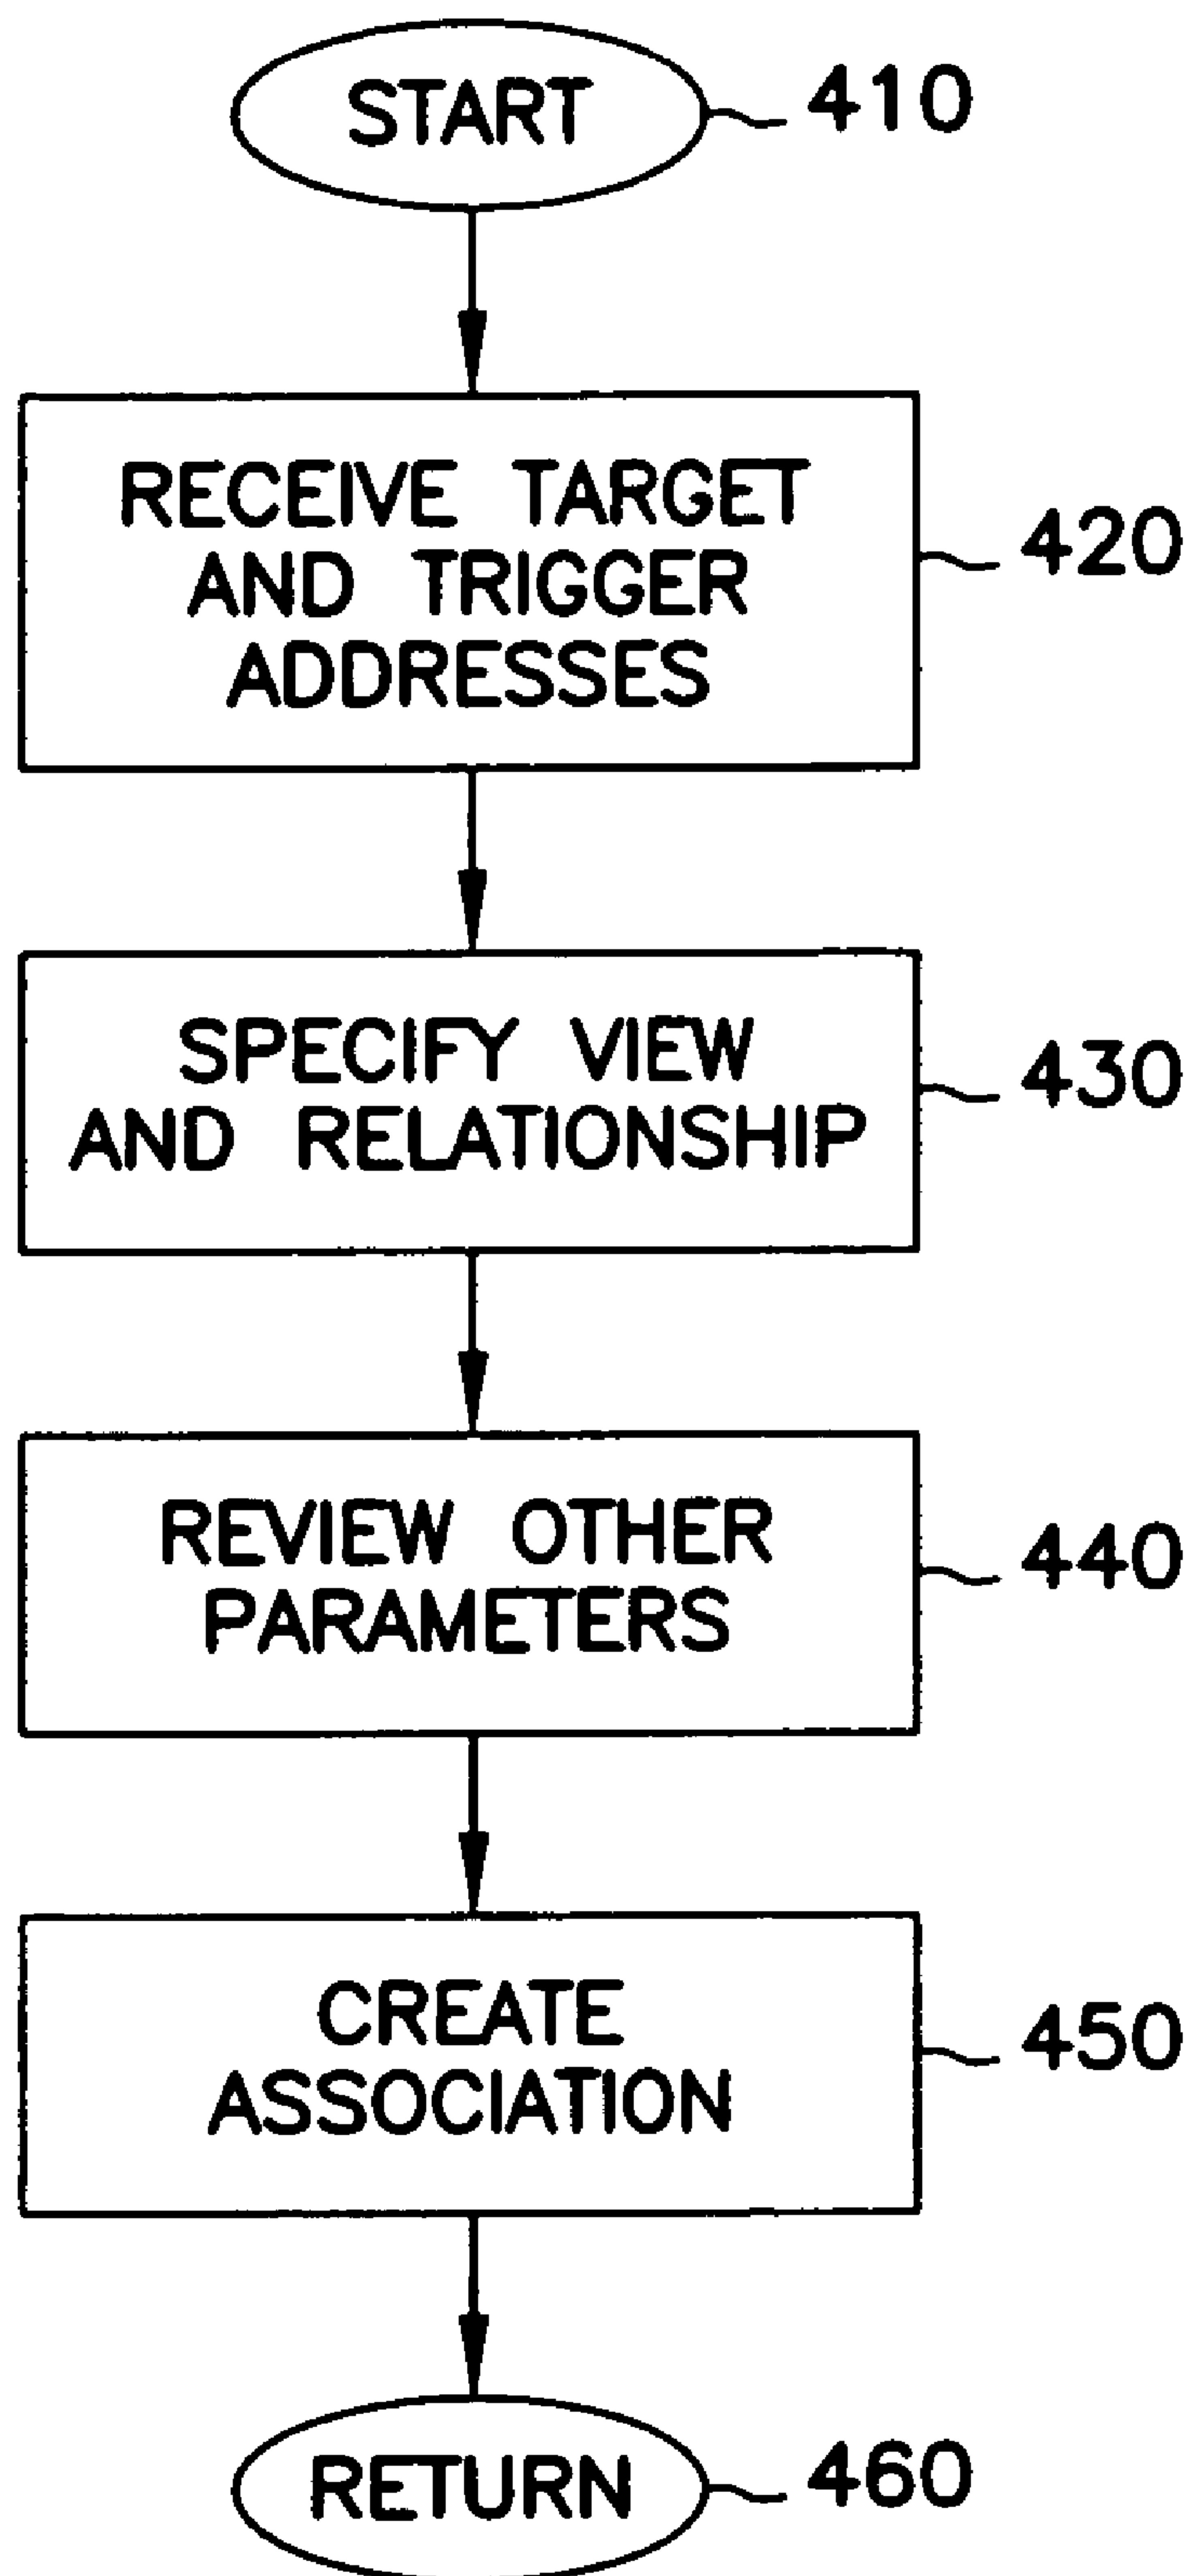 START
410
RECEIVE TARGET
AND TRIGGER
ADDRESSES
420
SPECIFY VIEW
AND RELATIONSHIP
430
REVIEW OTHER
PARAMETERS
440
CREATE
ASSOCIATION
450
RETURN
460